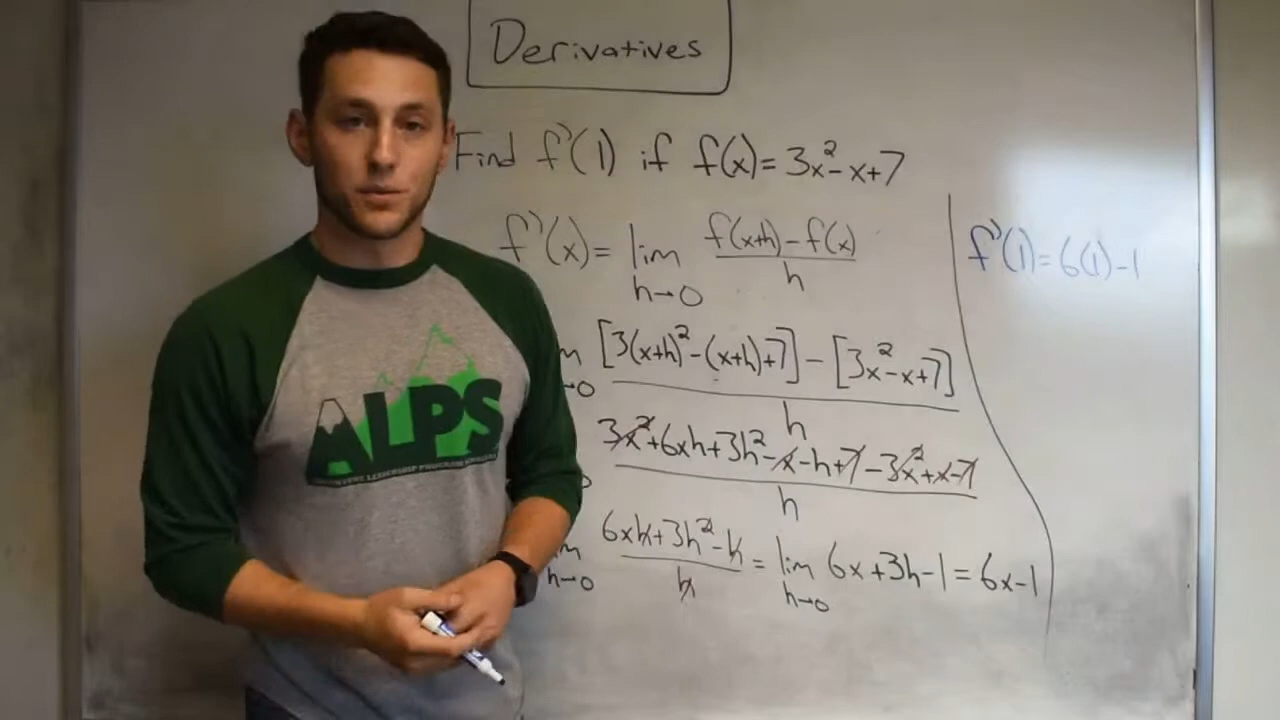 Derivatives
Find f'(1) if f(x)=3x²-x+7
f'(x)= lim h→0 f(x+h)-f(x) / h
f'(1)=6(1)-1
[3(x+h)²-(x+h)+7]-[3x²-x+7] / h
3x²+6xh+3h²-x-h+7-3x²+x-7 / h
h→0 6xh+3h²-h / h = lim h→0 6x+3h-1=6x-1
ALPS